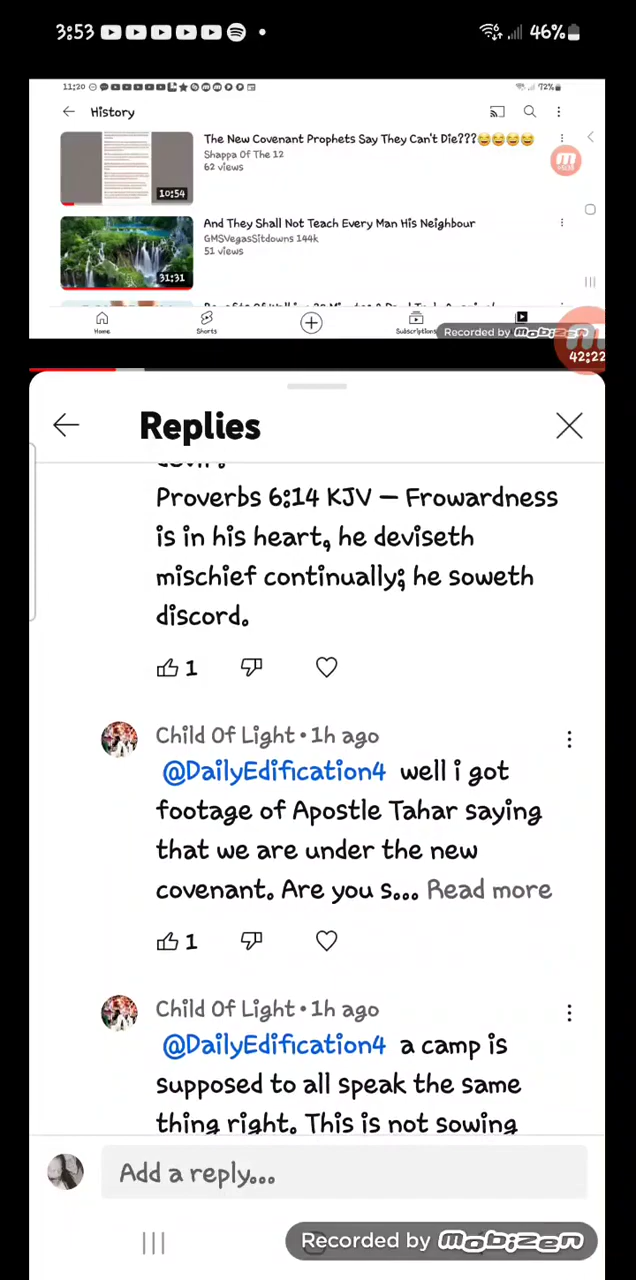 3:53 46%
11:20 72%
History
The New Covenant Prophets Say They Can't Die???😂😂😂😂
Shappa Of The 12
62 views
10:54
And They Shall Not Teach Every Man His Neighbour
GMSVegasSitdowns 144k
51 views
31:31
Home Shorts Subscriptions
Recorded by mobizen
42:22
Replies
Proverbs 6:14 KJV — Frowardness
is in his heart, he deviseth
mischief continually; he soweth
discord.
1
Child Of Light • 1h ago
@DailyEdification4 well i got
footage of Apostle Tahar saying
that we are under the new
covenant. Are you s... Read more
1
Child Of Light • 1h ago
@DailyEdification4 a camp is
supposed to all speak the same
thing right. This is not sowing
Add a reply...
Recorded by mobizen